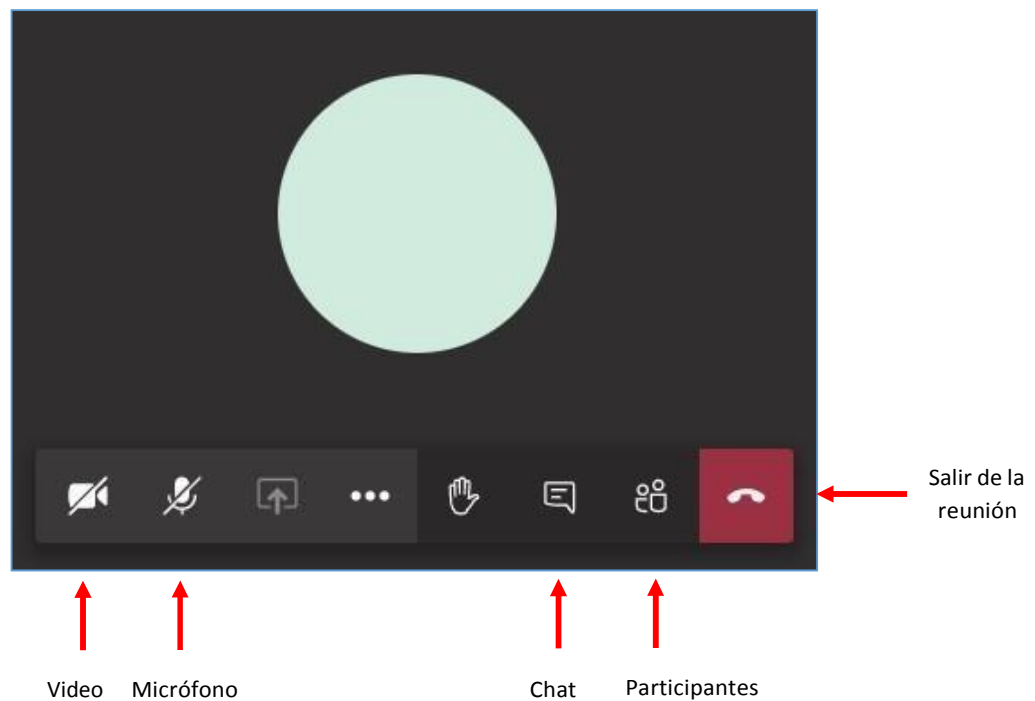 Salir de la
reunión
Video
Micrófono
Chat
Participantes